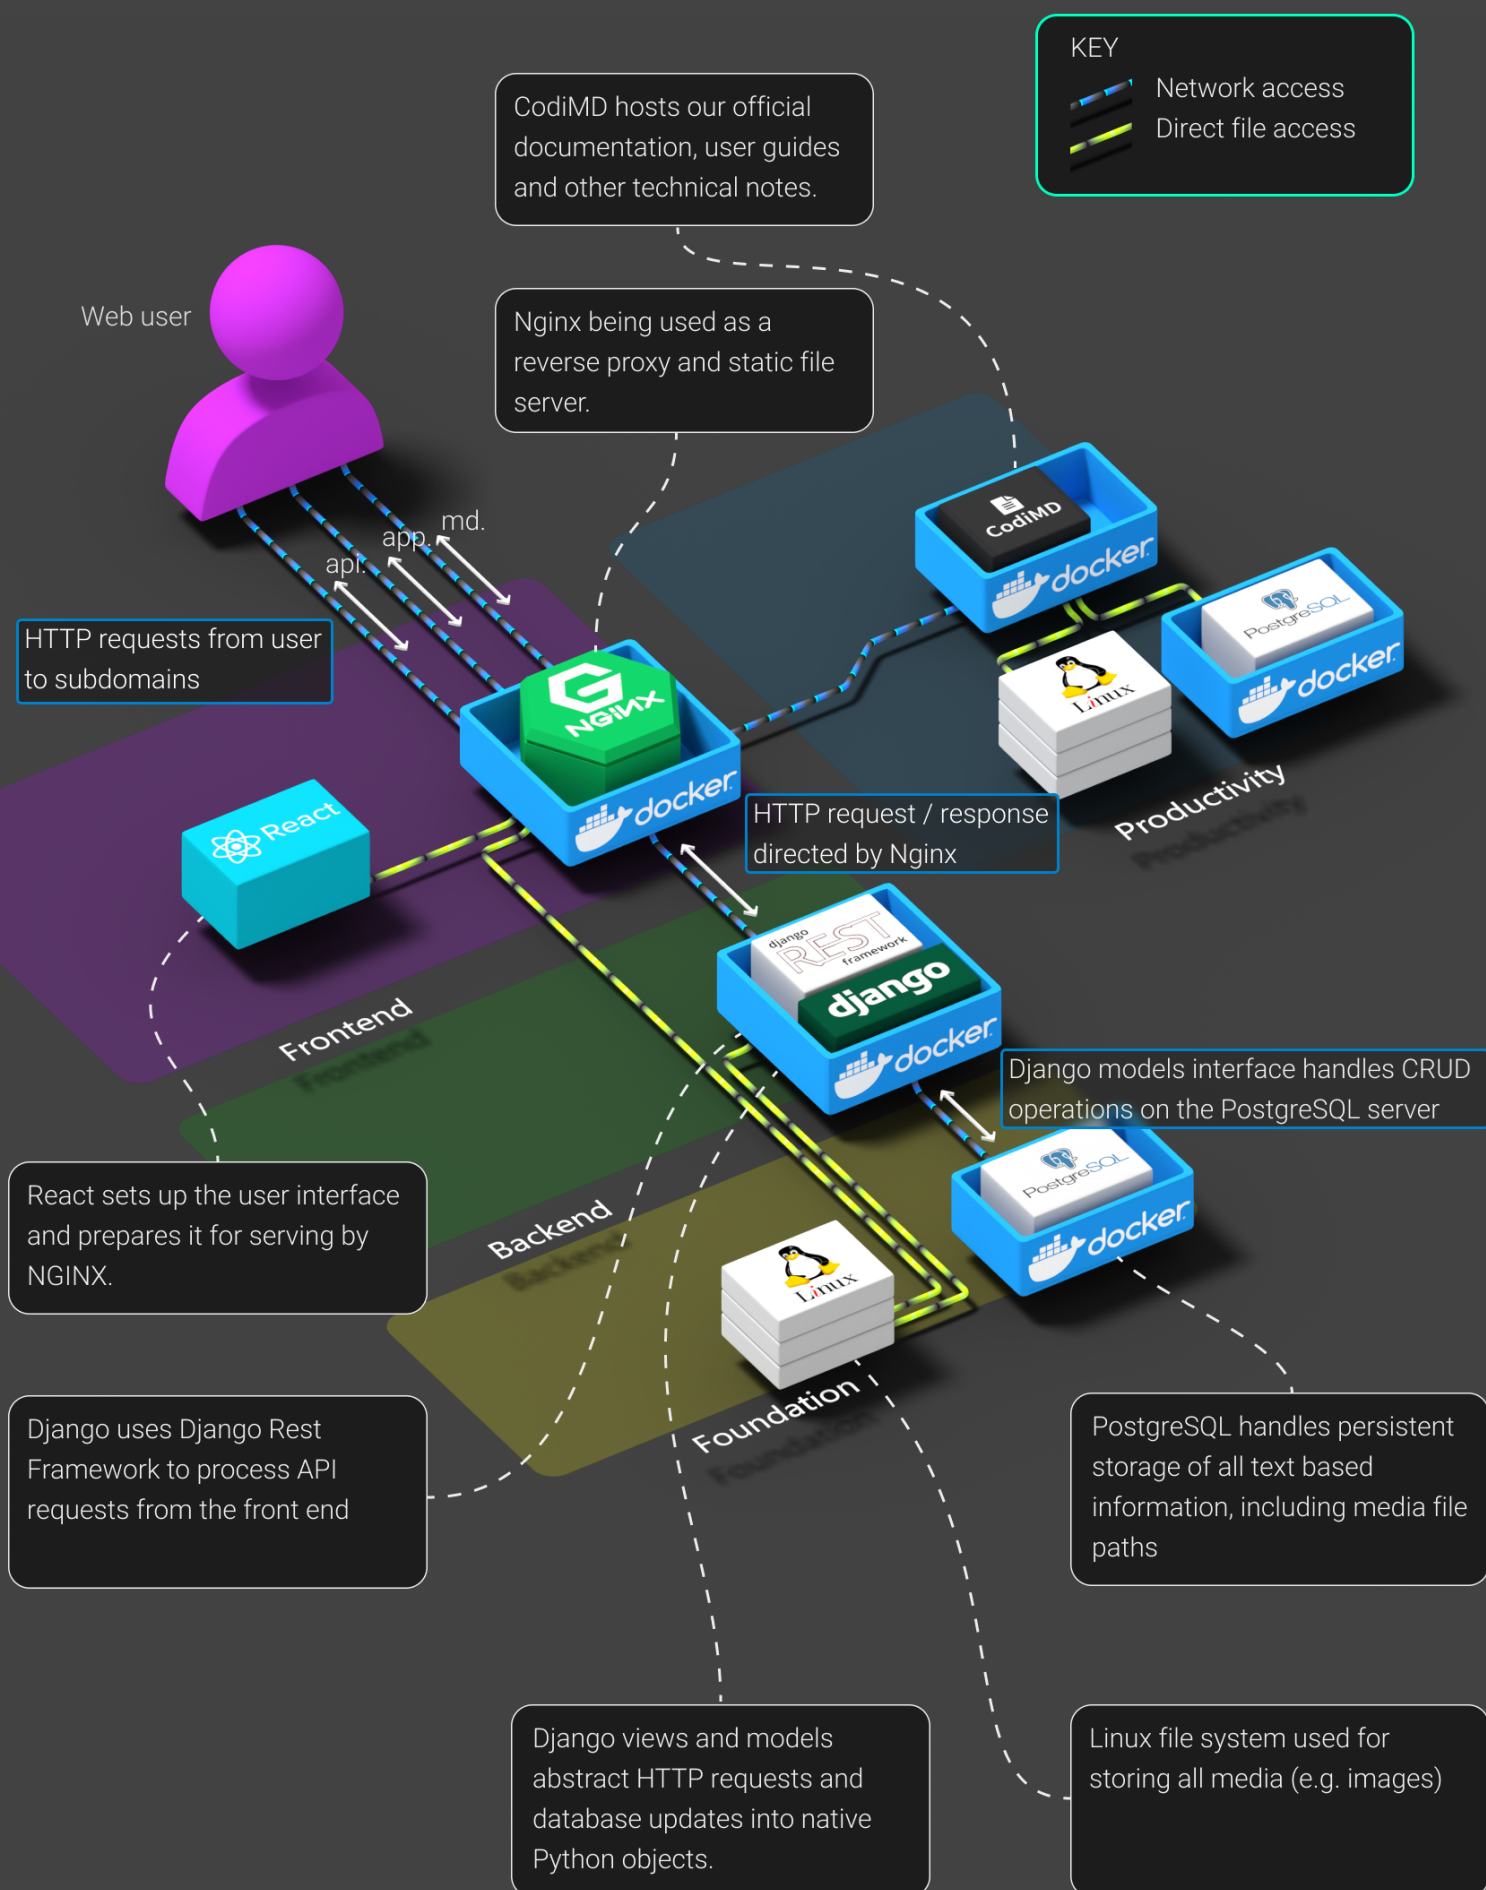 KEY
Network access
Direct file access
CodiMD hosts our official
documentation, user guides
and other technical notes.
Web user
Nginx being used as a
reverse proxy and static file
server.
md.
app.
api.
CodiMD
docker
PostgreSQL
docker
Linux
Productivity
HTTP requests from user
to subdomains
NGINX
docker
React
HTTP request / response
directed by Nginx
Frontend
django
REST
framework
django
docker
Django models interface handles CRUD
operations on the PostgreSQL server
PostgreSQL
docker
React sets up the user interface
and prepares it for serving by
NGINX.
Backend
Linux
Foundation
Django uses Django Rest
Framework to process API
requests from the front end
PostgreSQL handles persistent
storage of all text based
information, including media file
paths
Django views and models
abstract HTTP requests and
database updates into native
Python objects.
Linux file system used for
storing all media (e.g. images)